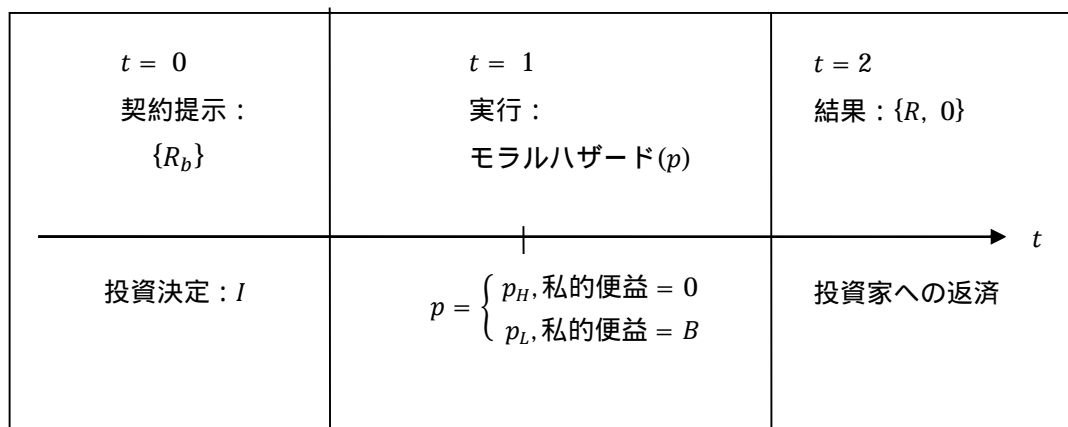 t = 0
契約提示：
{R_b}
投資決定：I
t = 1
実行：
モラルハザード(p)
p = { p_H, 私的便益 = 0
p_L, 私的便益 = B
t = 2
結果：{R, 0}
投資家への返済
t